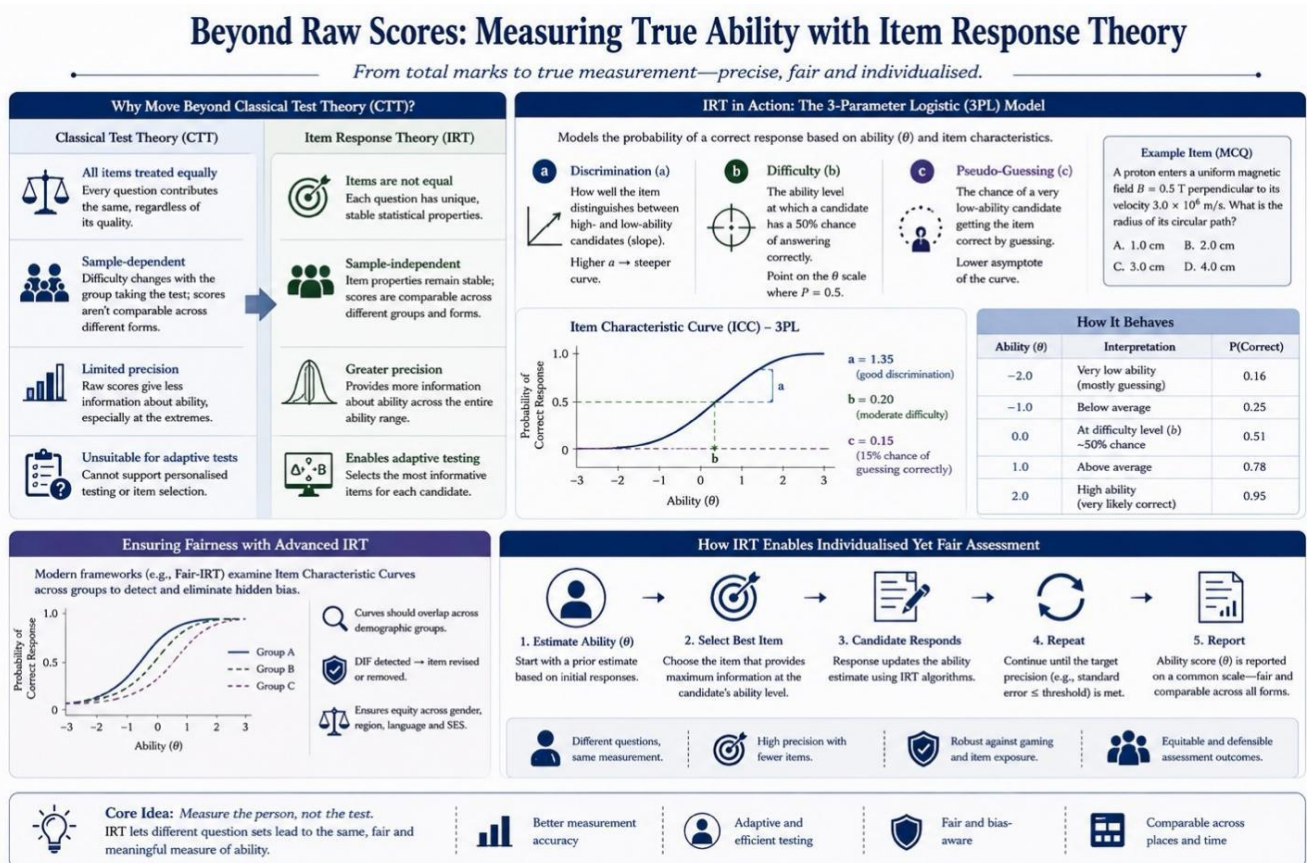 Beyond Raw Scores: Measuring True Ability with Item Response Theory
From total marks to true measurement—precise, fair and individualised.
Why Move Beyond Classical Test Theory (CTT)?
Classical Test Theory (CTT)
All items treated equally
Every question contributes
the same, regardless of
its quality.
Sample-dependent
Difficulty changes with the
group taking the test; scores
aren't comparable across
different forms.
Limited precision
Raw scores give less
information about ability,
especially at the extremes.
Unsuitable for adaptive tests
Cannot support personalised
testing or item selection.
Item Response Theory (IRT)
Items are not equal
Each question has unique,
stable statistical properties.
Sample-independent
Item properties remain stable;
scores are comparable across
different groups and forms.
Greater precision
Provides more information
about ability across the entire
ability range.
Enables adaptive testing
Selects the most informative
items for each candidate.
IRT in Action: The 3-Parameter Logistic (3PL) Model
Models the probability of a correct response based on ability (θ) and item characteristics.
a Discrimination (a)
How well the item
distinguishes between
high- and low-ability
candidates (slope).
Higher a → steeper
curve.
b Difficulty (b)
The ability level
at which a candidate
has a 50% chance
of answering
correctly.
Point on the θ scale
where P = 0.5.
c Pseudo-Guessing (c)
The chance of a very
low-ability candidate
getting the item
correct by guessing.
Lower asymptote
of the curve.
Example Item (MCQ)
A proton enters a uniform magnetic
field B = 0.5 T perpendicular to its
velocity 3.0 × 10⁶ m/s. What is the
radius of its circular path?
A. 1.0 cm B. 2.0 cm
C. 3.0 cm D. 4.0 cm
Item Characteristic Curve (ICC) – 3PL
Probability of
Correct Response
1.0
0.5
0
a
b
−3 −2 −1 0 1 2 3
Ability (θ)
a = 1.35
(good discrimination)
b = 0.20
(moderate difficulty)
c = 0.15
(15% chance of
guessing correctly)
How It Behaves
Ability (θ) Interpretation P(Correct)
−2.0 Very low ability
(mostly guessing) 0.16
−1.0 Below average 0.25
0.0 At difficulty level (b)
~50% chance 0.51
1.0 Above average 0.78
2.0 High ability
(very likely correct) 0.95
Ensuring Fairness with Advanced IRT
Modern frameworks (e.g., Fair-IRT) examine Item Characteristic Curves
across groups to detect and eliminate hidden bias.
Probability of
Correct Response
1.0
0.5
0
−3 −2 −1 0 1 2 3
Ability (θ)
Group A
Group B
Group C
Curves should overlap across
demographic groups.
DIF detected → item revised
or removed.
Ensures equity across gender,
region, language and SES.
How IRT Enables Individualised Yet Fair Assessment
1. Estimate Ability (θ)
Start with a prior estimate
based on initial responses.
2. Select Best Item
Choose the item that provides
maximum information at the
candidate's ability level.
3. Candidate Responds
Response updates the ability
estimate using IRT algorithms.
4. Repeat
Continue until the target
precision (e.g., standard
error ≤ threshold) is met.
5. Report
Ability score (θ) is reported
on a common scale—fair and
comparable across all forms.
Different questions,
same measurement.
High precision with
fewer items.
Robust against gaming
and item exposure.
Equitable and defensible
assessment outcomes.
Core Idea: Measure the person, not the test.
IRT lets different question sets lead to the same, fair and
meaningful measure of ability.
Better measurement
accuracy
Adaptive and
efficient testing
Fair and bias-
aware
Comparable across
places and time